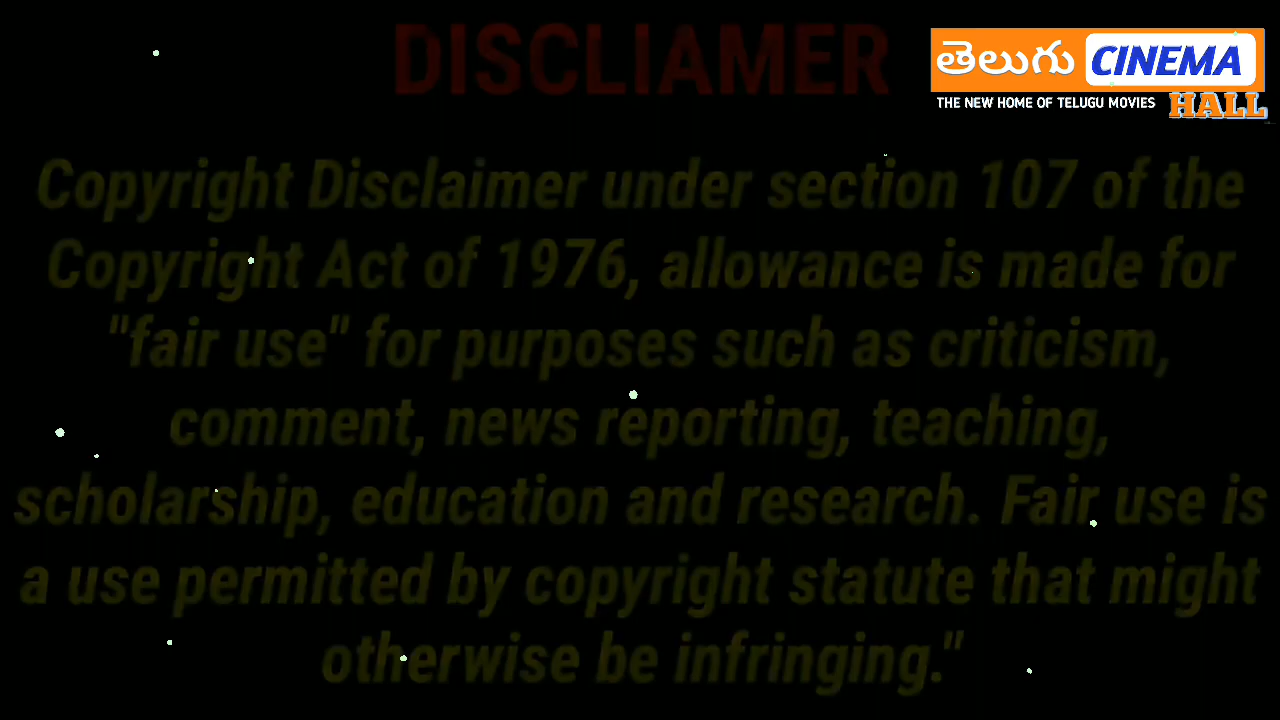 DISCLIAMER
తెలుగు CINEMA
THE NEW HOME OF TELUGU MOVIES HALL
Copyright Disclaimer under section 107 of the
Copyright Act of 1976, allowance is made for
"fair use" for purposes such as criticism,
comment, news reporting, teaching,
scholarship, education and research. Fair use is
a use permitted by copyright statute that might
otherwise be infringing."